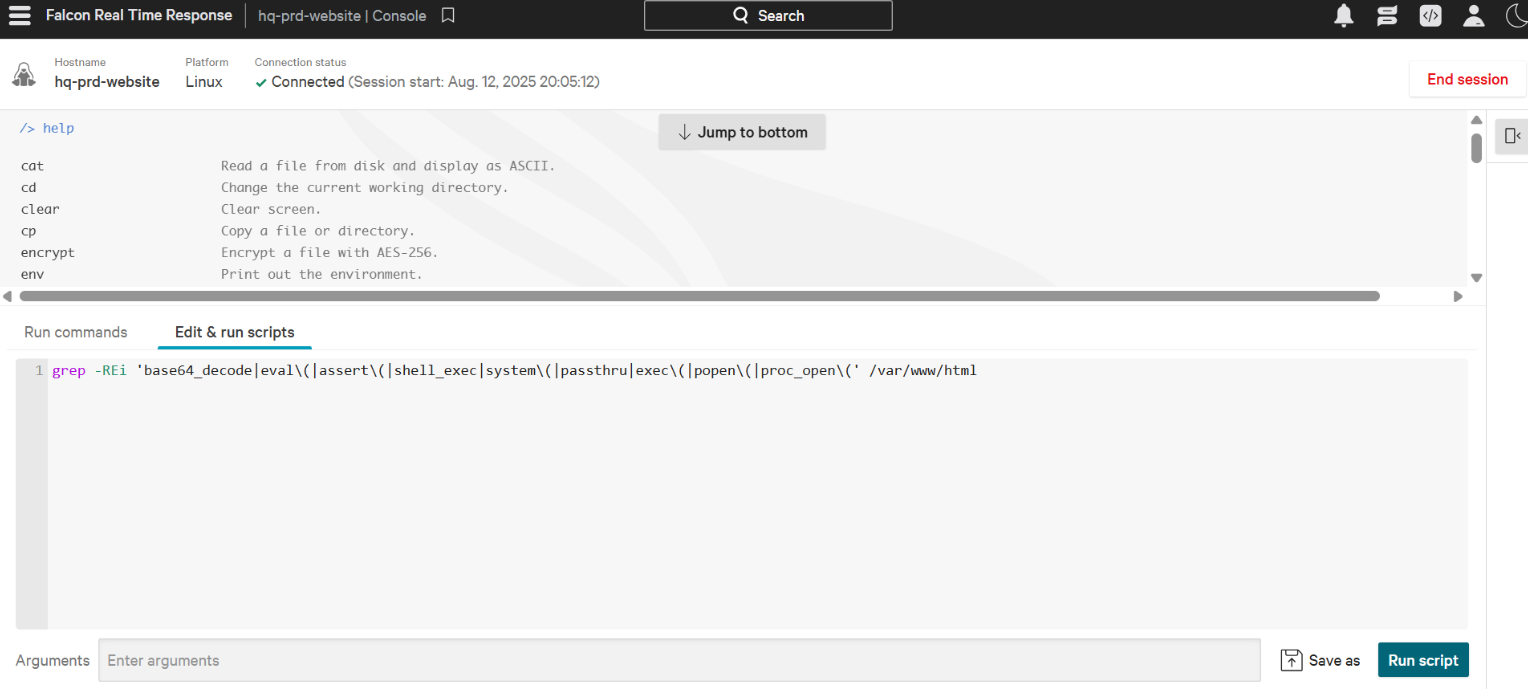 Falcon Real Time Response hq-prd-website | Console Search
Hostname Platform Connection status
hq-prd-website Linux Connected (Session start: Aug. 12, 2025 20:05:12)
End session
/> help
Jump to bottom
cat Read a file from disk and display as ASCII.
cd Change the current working directory.
clear Clear screen.
cp Copy a file or directory.
encrypt Encrypt a file with AES-256.
env Print out the environment.
Run commands Edit & run scripts
1 grep -REi 'base64_decode|eval\(|assert\(|shell_exec|system\(|passthru|exec\(|popen\(|proc_open\(' /var/www/html
Arguments Enter arguments Save as Run script